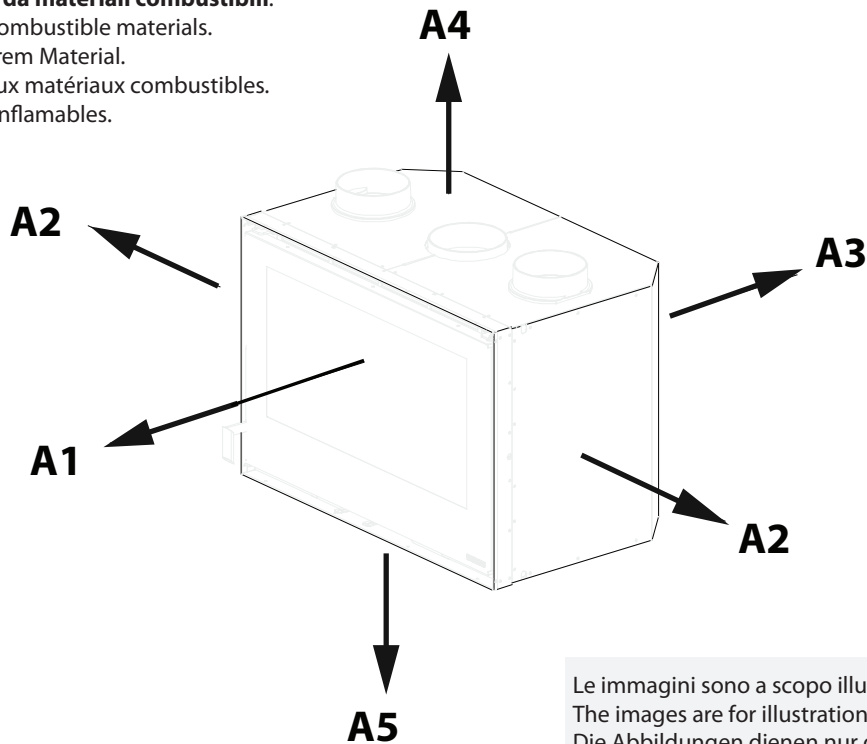 da materiali combustibili.
ombustible materials.
rem Material.
ux matériaux combustibles.
nflamables.
A4
A2
A3
A1
A2
A5
Le immagini sono a scopo illu
The images are for illustration
Die Abbildungen dienen nur